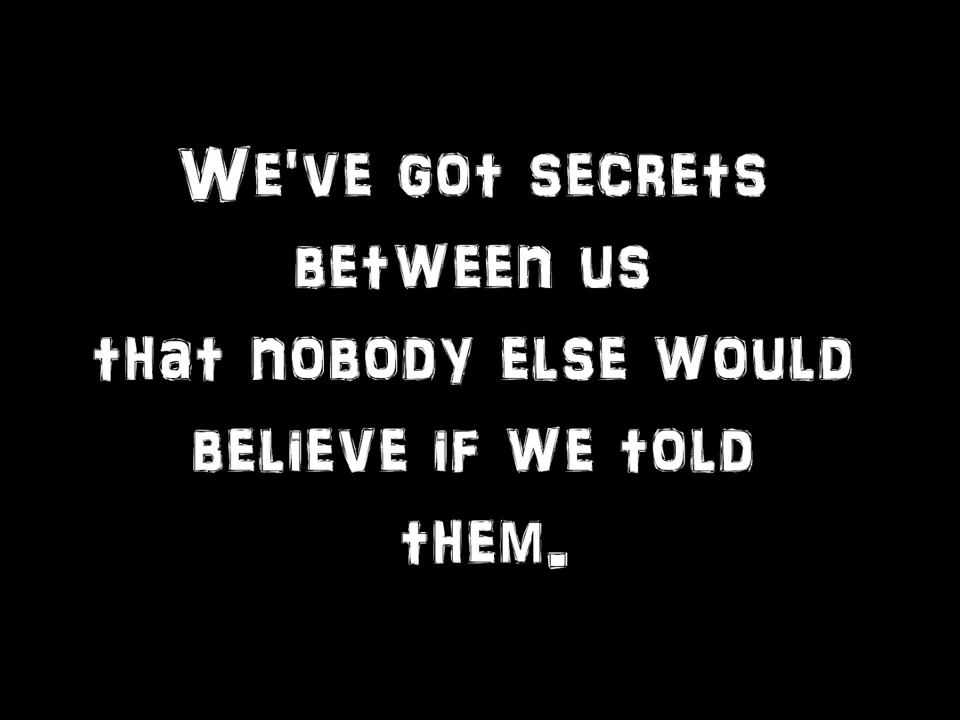 We've got secrets
between us
that nobody else would
believe if we told
them.